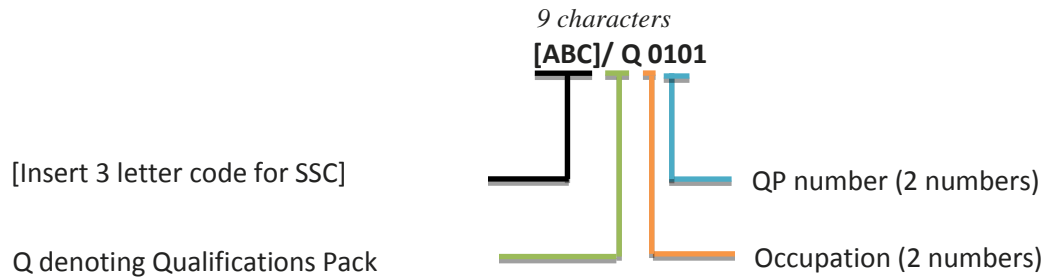 9 characters
[ABC]/ Q 0101
[Insert 3 letter code for SSC]
QP number (2 numbers)
Q denoting Qualifications Pack
Occupation (2 numbers)